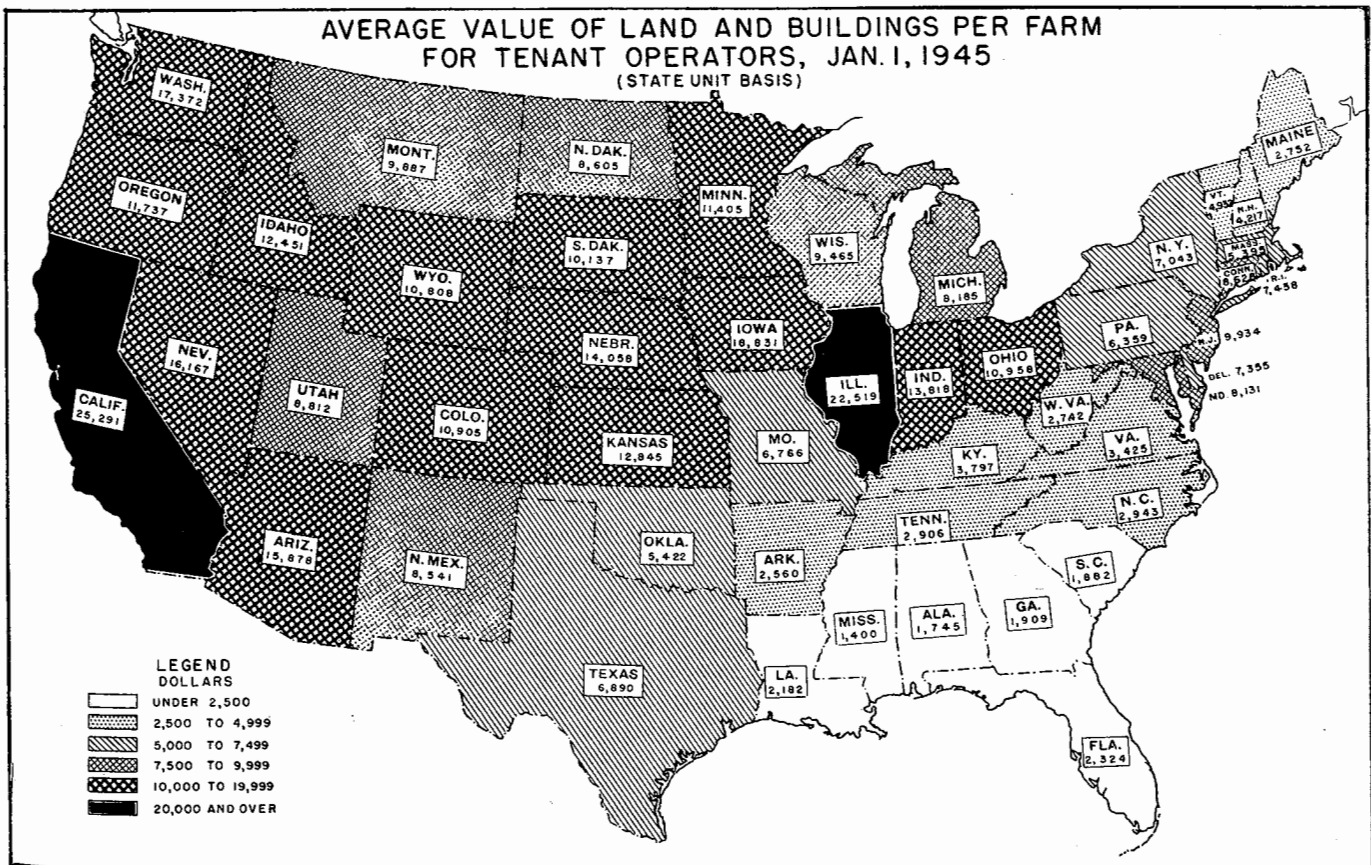 AVERAGE VALUE OF LAND AND BUILDINGS PER FARM
FOR TENANT OPERATORS, JAN. 1, 1945
(STATE UNIT BASIS)
WASH.
17,372
OREGON
11,737
IDAHO
12,451
MONT.
9,887
N. DAK.
8,605
MINN.
11,405
WIS.
9,465
MICH.
8,185
MAINE
2,752
VT.
4,932
N.H.
4,217
MASS.
CONN.
R.I.
7,438
N.Y.
7,043
PA.
6,359
N.J. 9,934
DEL. 7,355
MD. 8,131
S. DAK.
10,137
WYO.
10,808
NEBR.
14,058
IOWA
18,831
ILL.
22,519
IND.
13,818
OHIO
10,958
W. VA.
2,742
VA.
3,425
KY.
3,797
N. C.
2,943
TENN.
2,906
S. C.
1,882
CALIF.
25,291
NEV.
16,167
UTAH
8,812
COLO.
10,905
KANSAS
12,845
MO.
6,766
ARIZ.
15,878
N. MEX.
8,541
OKLA.
5,422
ARK.
2,560
TEXAS
6,890
LA.
2,182
MISS.
1,400
ALA.
1,745
GA.
1,909
FLA.
2,324
LEGEND
DOLLARS
UNDER 2,500
2,500 TO 4,999
5,000 TO 7,499
7,500 TO 9,999
10,000 TO 19,999
20,000 AND OVER